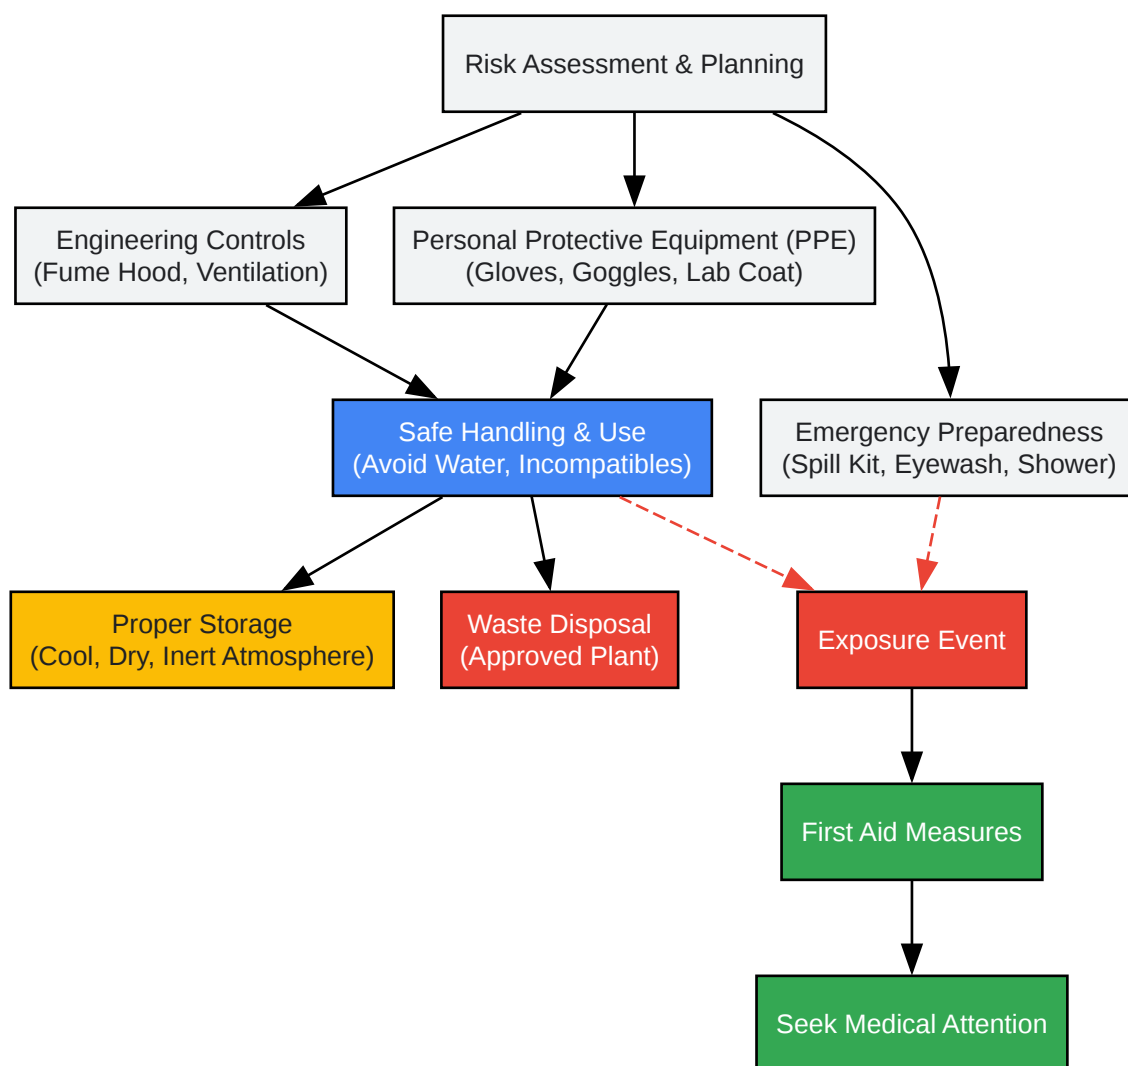 Risk Assessment & Planning
Engineering Controls
(Fume Hood, Ventilation)
Personal Protective Equipment (PPE)
(Gloves, Goggles, Lab Coat)
Safe Handling & Use
(Avoid Water, Incompatibles)
Emergency Preparedness
(Spill Kit, Eyewash, Shower)
Proper Storage
(Cool, Dry, Inert Atmosphere)
Waste Disposal
(Approved Plant)
Exposure Event
First Aid Measures
Seek Medical Attention